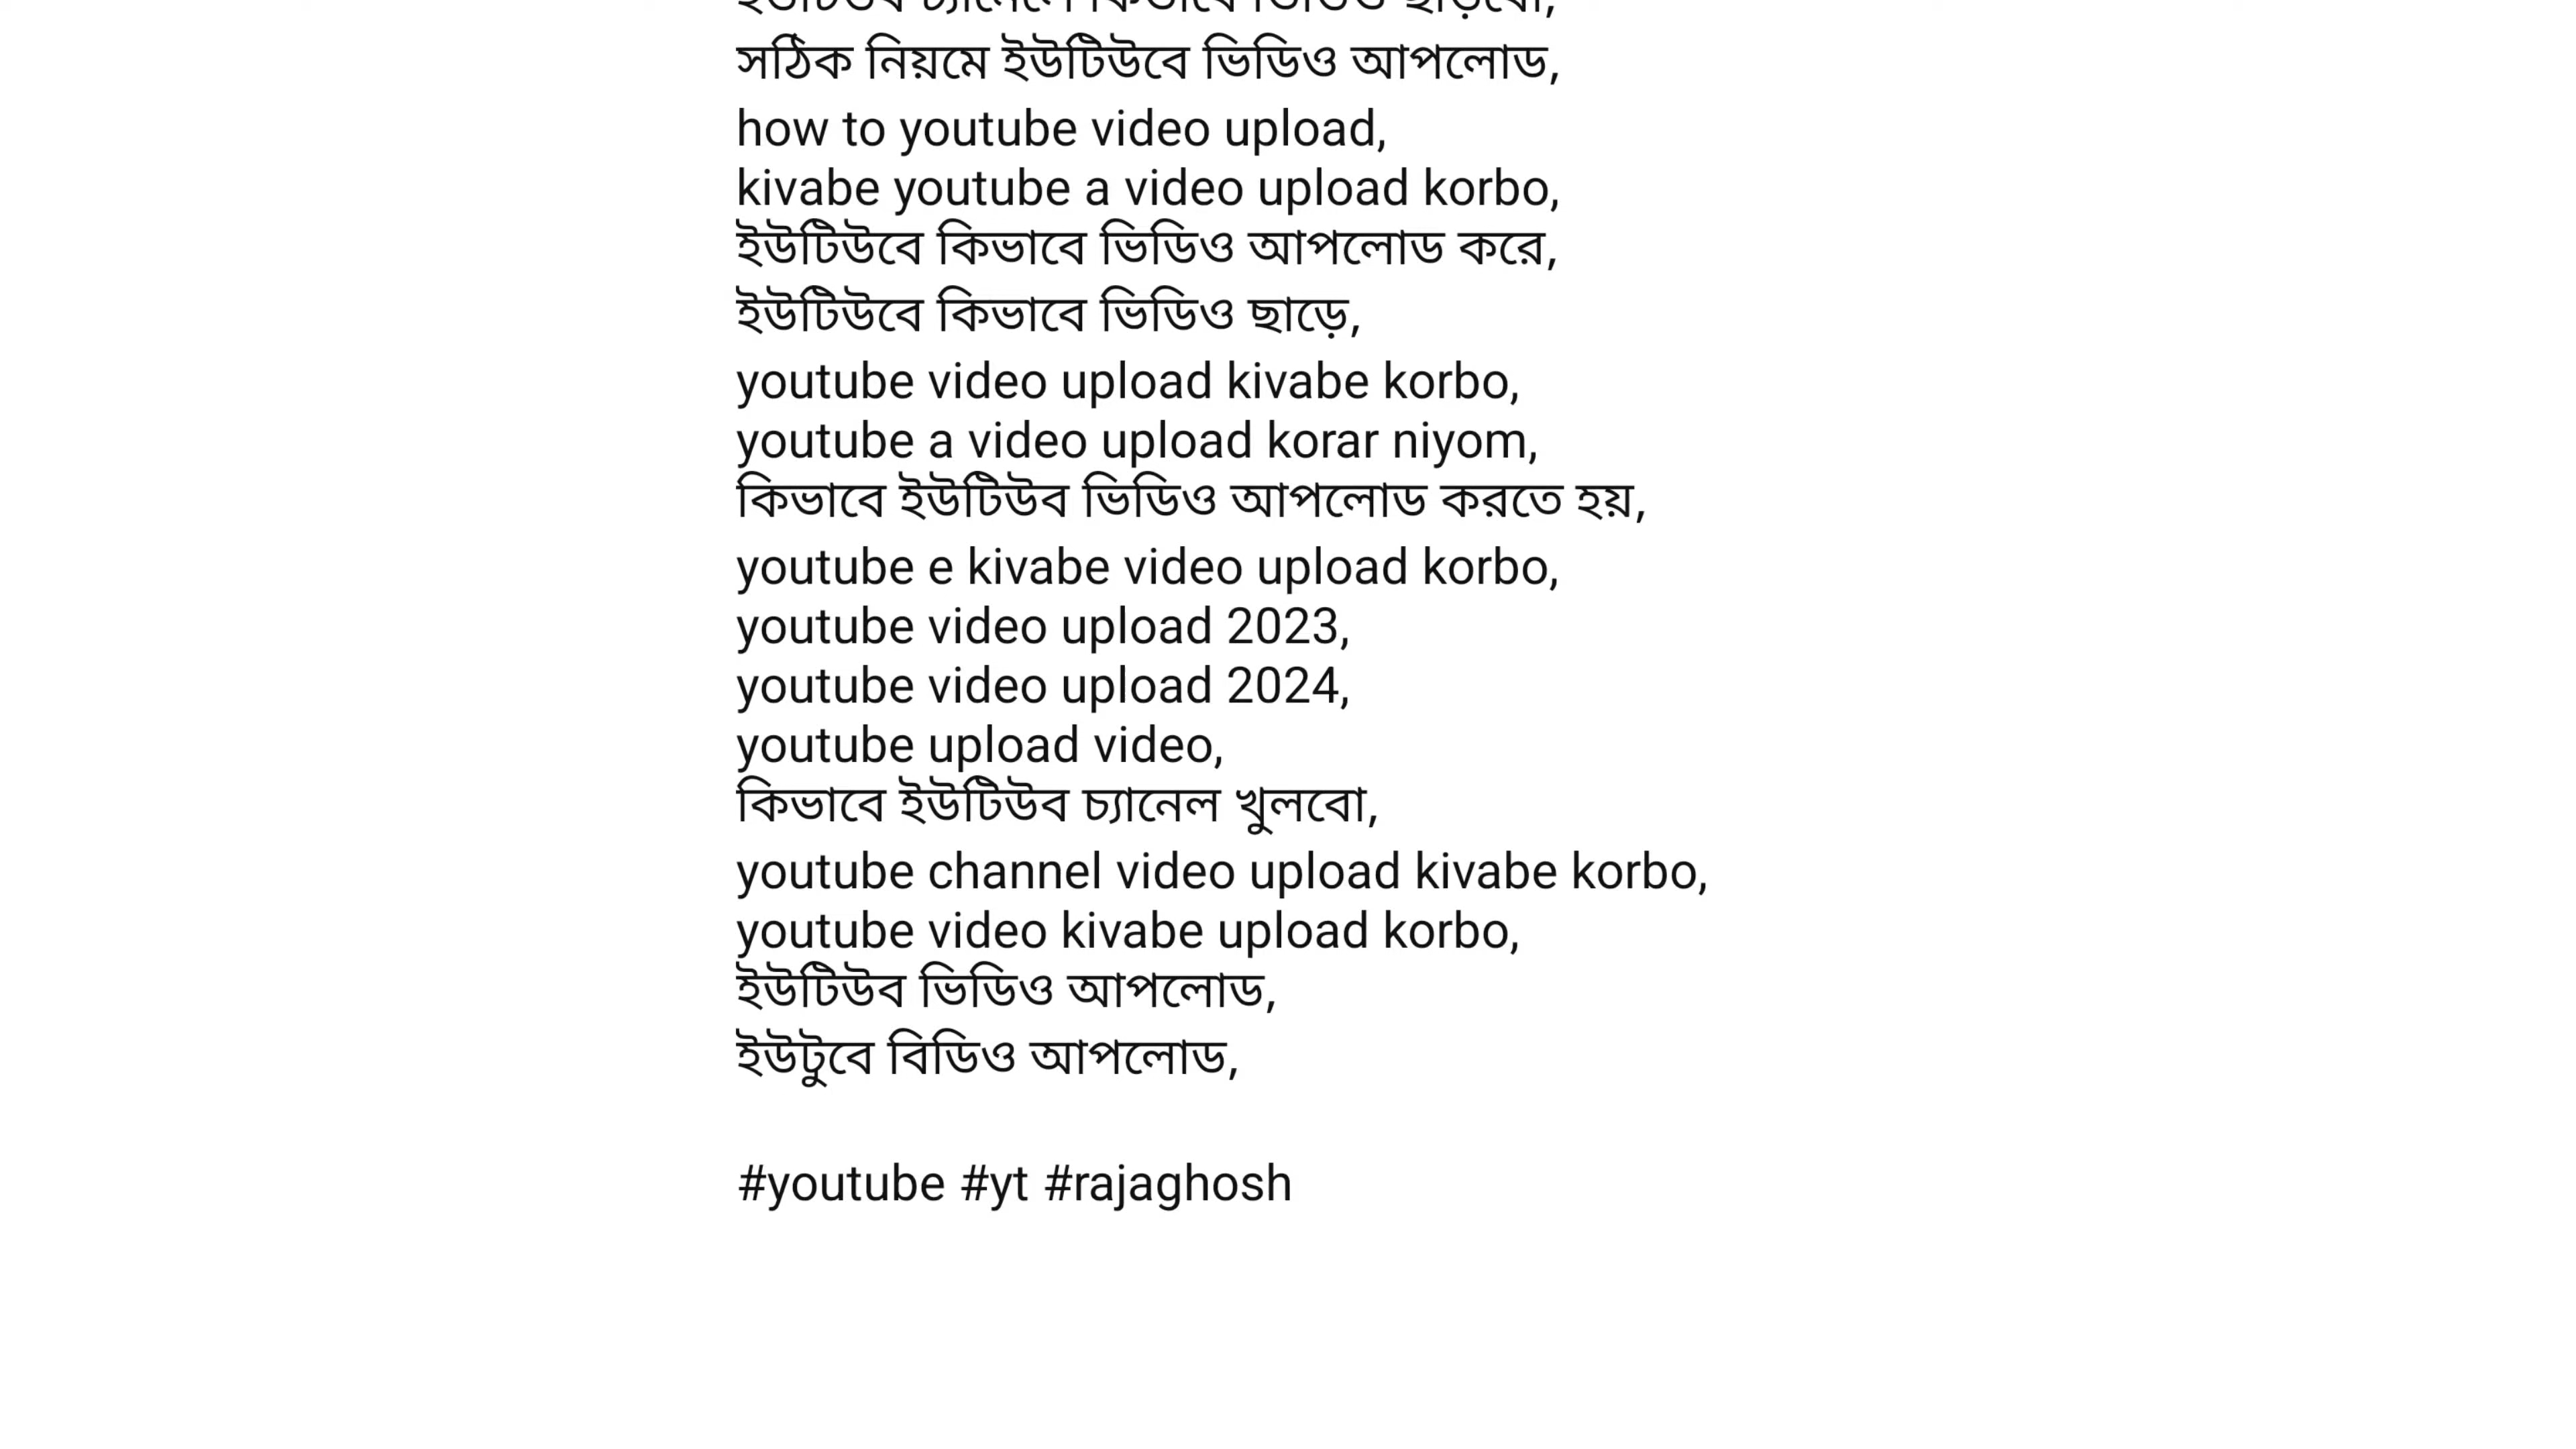 ইউটিউব চ্যানেলে কিভাবে ভিডিও ছাড়বো,
সঠিক নিয়মে ইউটিউবে ভিডিও আপলোড,
how to youtube video upload,
kivabe youtube a video upload korbo,
ইউটিউবে কিভাবে ভিডিও আপলোড করে,
ইউটিউবে কিভাবে ভিডিও ছাড়ে,
youtube video upload kivabe korbo,
youtube a video upload korar niyom,
কিভাবে ইউটিউব ভিডিও আপলোড করতে হয়,
youtube e kivabe video upload korbo,
youtube video upload 2023,
youtube video upload 2024,
youtube upload video,
কিভাবে ইউটিউব চ্যানেল খুলবো,
youtube channel video upload kivabe korbo,
youtube video kivabe upload korbo,
ইউটিউব ভিডিও আপলোড,
ইউটুবে বিডিও আপলোড,
#youtube #yt #rajaghosh